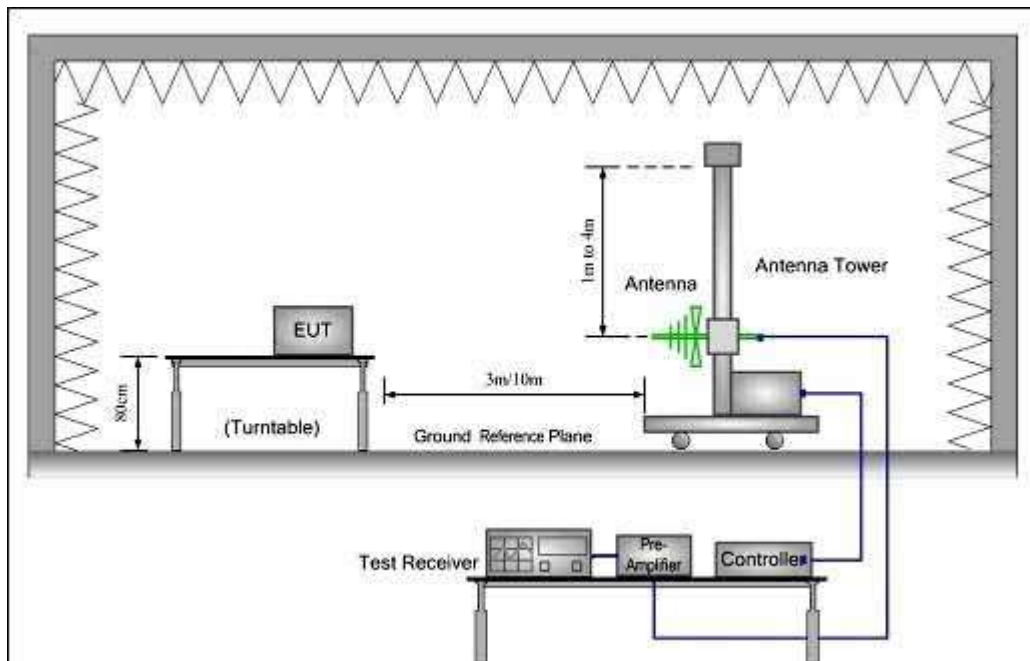 1m to 4m
Antenna
Antenna Tower
EUT
80cm
3m/10m
(Turntable)
Ground Reference Plane
Test Receiver
Pre-
Amplifier
Controller